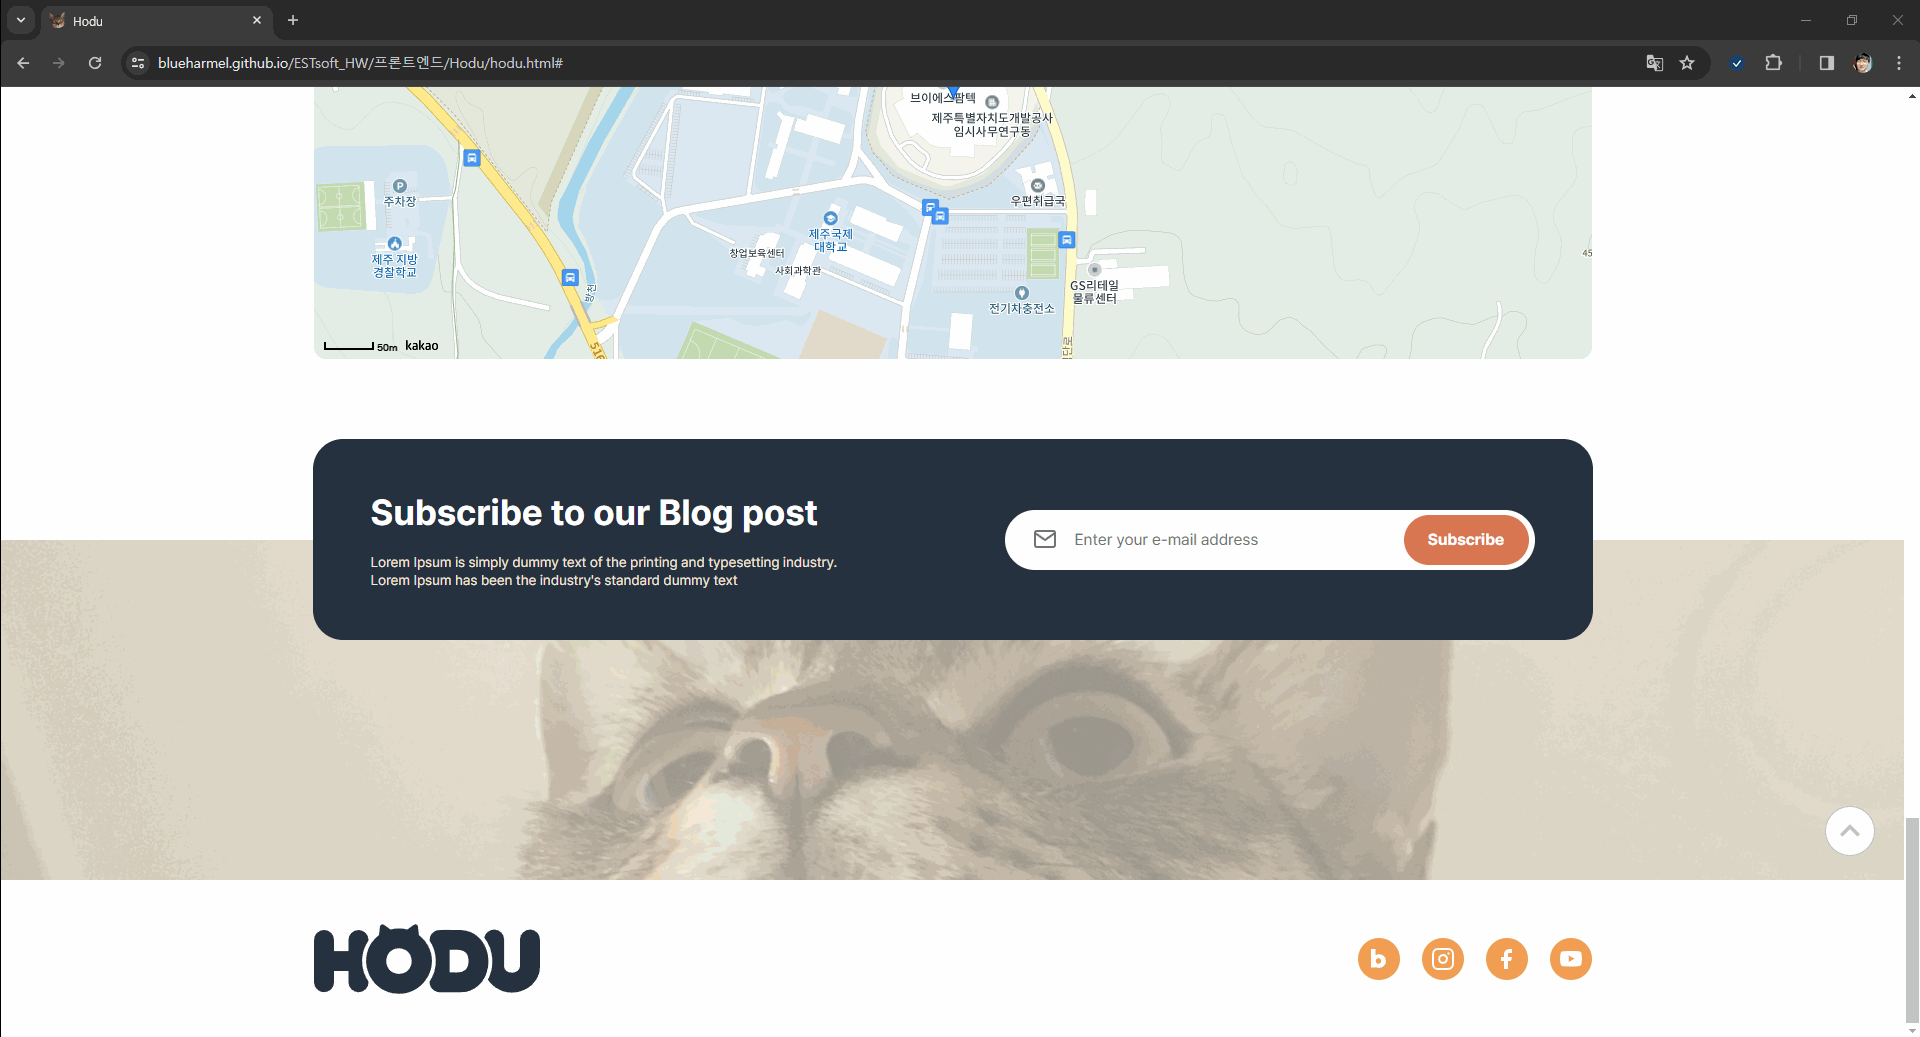 Hodu
blueharmel.github.io/ESTsoft_HW/프론트엔드/Hodu/hodu.html#
브이에스팜텍
제주특별자치도개발공사
임시사무연구동
P
주차장
우편취급국
제주국제
대학교
창업보육센터
사회과학관
제주 지방
경찰학교
방천
GS리테일
물류센터
전기차충전소
45
516
단로
50m kakao
Subscribe to our Blog post
Lorem Ipsum is simply dummy text of the printing and typesetting industry.
Lorem Ipsum has been the industry's standard dummy text
Enter your e-mail address
Subscribe
HODU
b